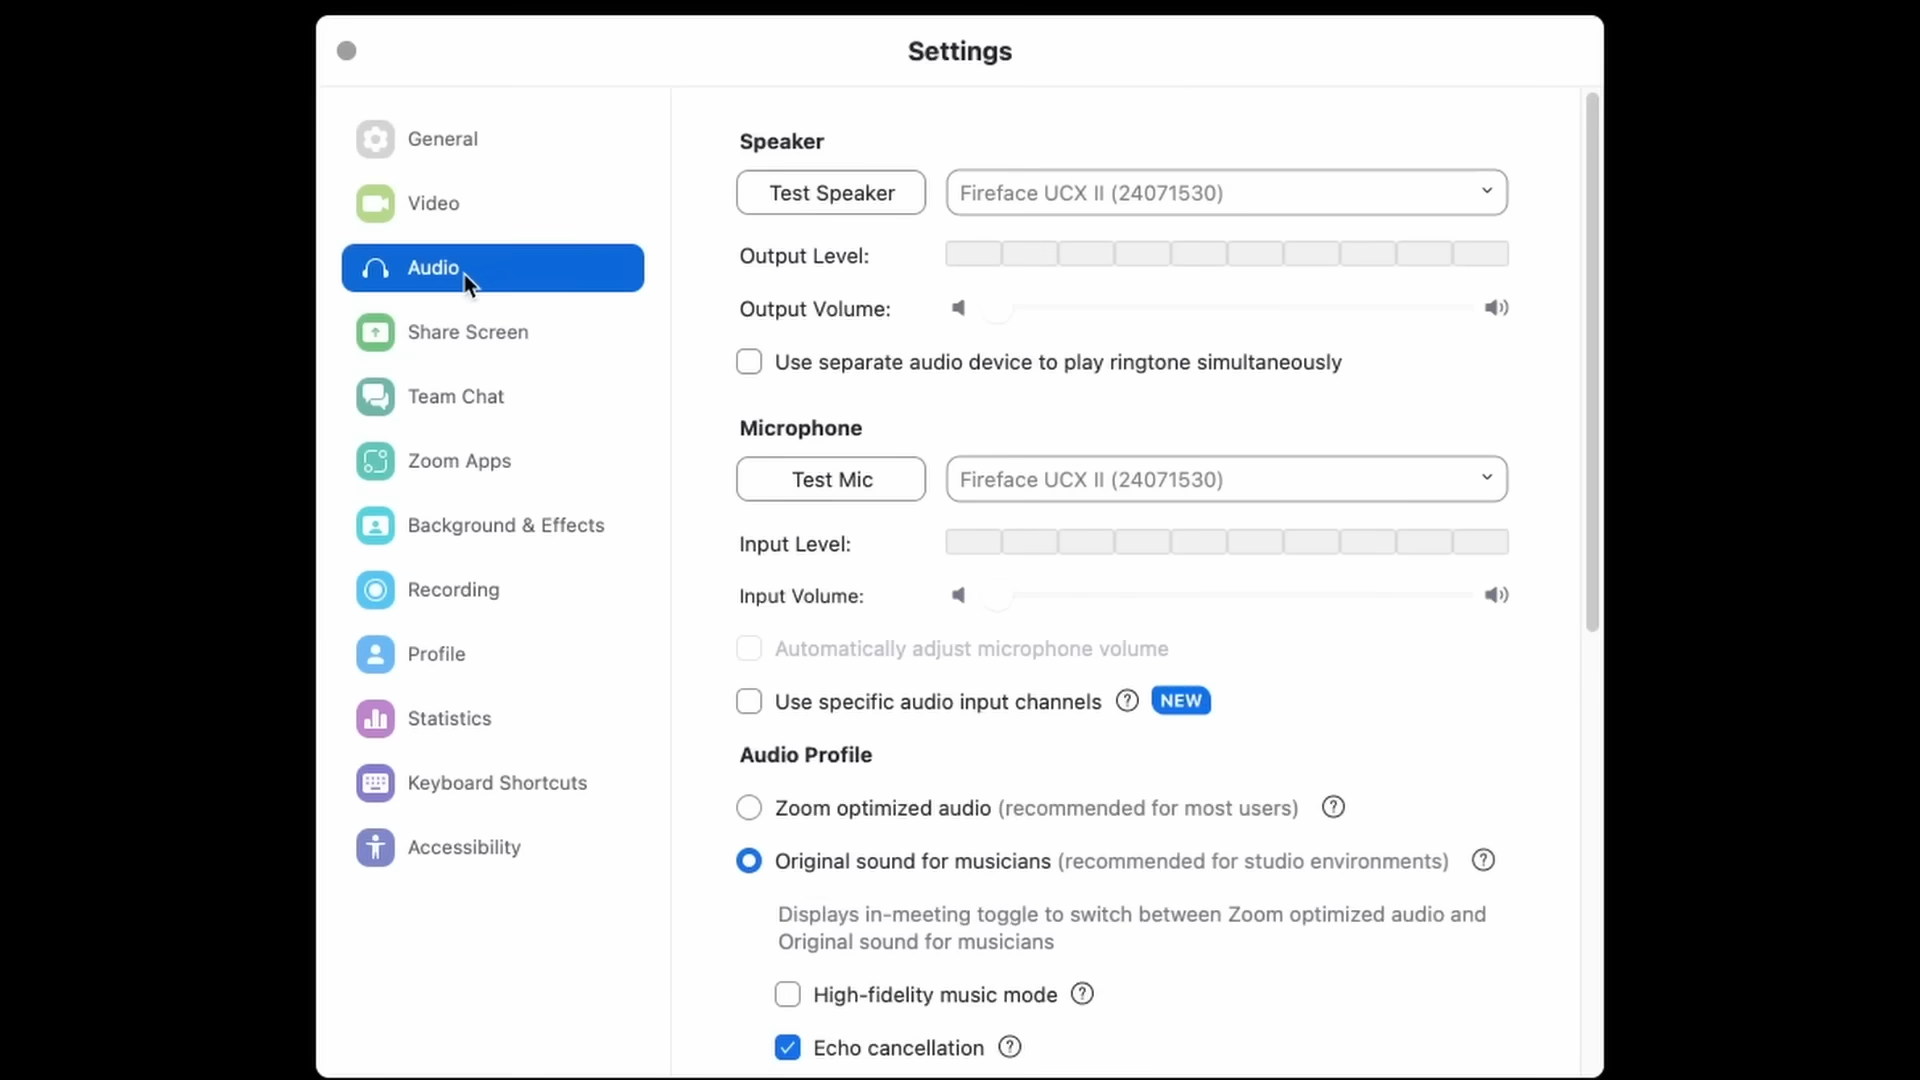 Settings
General
Video
Audio
Share Screen
Team Chat
Zoom Apps
Background & Effects
Recording
Profile
Statistics
Keyboard Shortcuts
Accessibility
Speaker
Test Speaker Fireface UCX II (24071530)
Output Level:
Output Volume:
Use separate audio device to play ringtone simultaneously
Microphone
Test Mic Fireface UCX II (24071530)
Input Level:
Input Volume:
Automatically adjust microphone volume
Use specific audio input channels ? NEW
Audio Profile
Zoom optimized audio (recommended for most users) ?
Original sound for musicians (recommended for studio environments) ?
Displays in-meeting toggle to switch between Zoom optimized audio and
Original sound for musicians
High-fidelity music mode ?
Echo cancellation ?